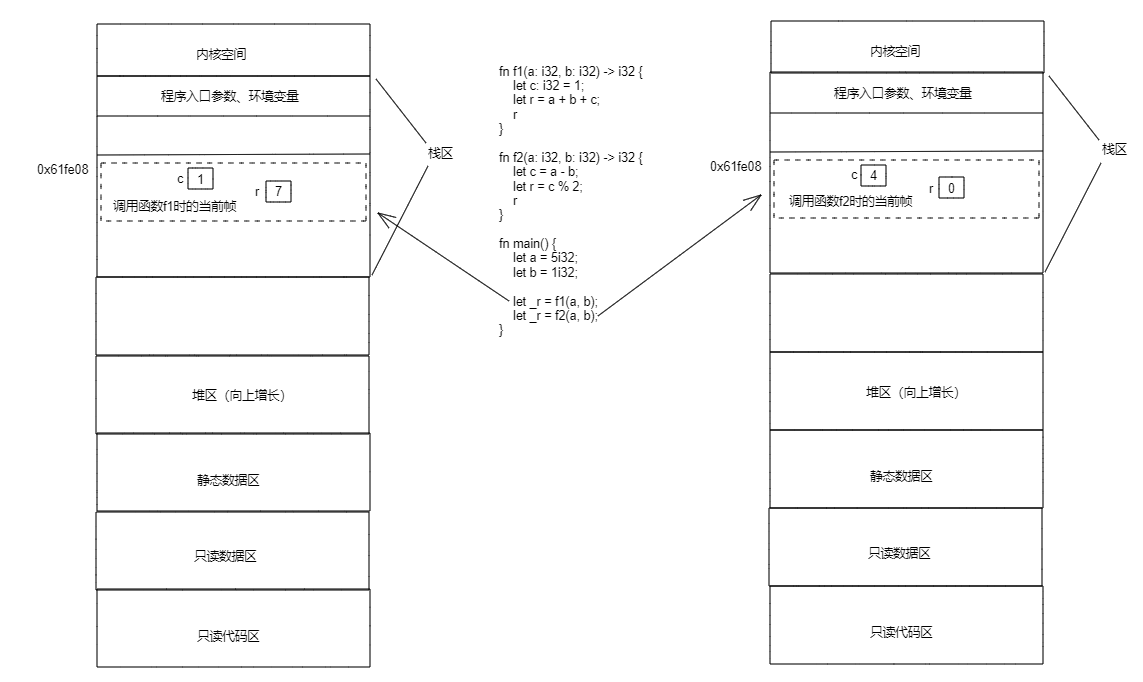 内核空间
程序入口参数、环境变量
栈区
0x61fe08
c 1
r 7
调用函数f1时的当前帧
堆区（向上增长）
静态数据区
只读数据区
只读代码区
fn f1(a: i32, b: i32) -> i32 {
let c: i32 = 1;
let r = a + b + c;
r
}
fn f2(a: i32, b: i32) -> i32 {
let c = a - b;
let r = c % 2;
r
}
fn main() {
let a = 5i32;
let b = 1i32;
let _r = f1(a, b);
let _r = f2(a, b);
}
内核空间
程序入口参数、环境变量
栈区
0x61fe08
c 4
r 0
调用函数f2时的当前帧
堆区（向上增长）
静态数据区
只读数据区
只读代码区